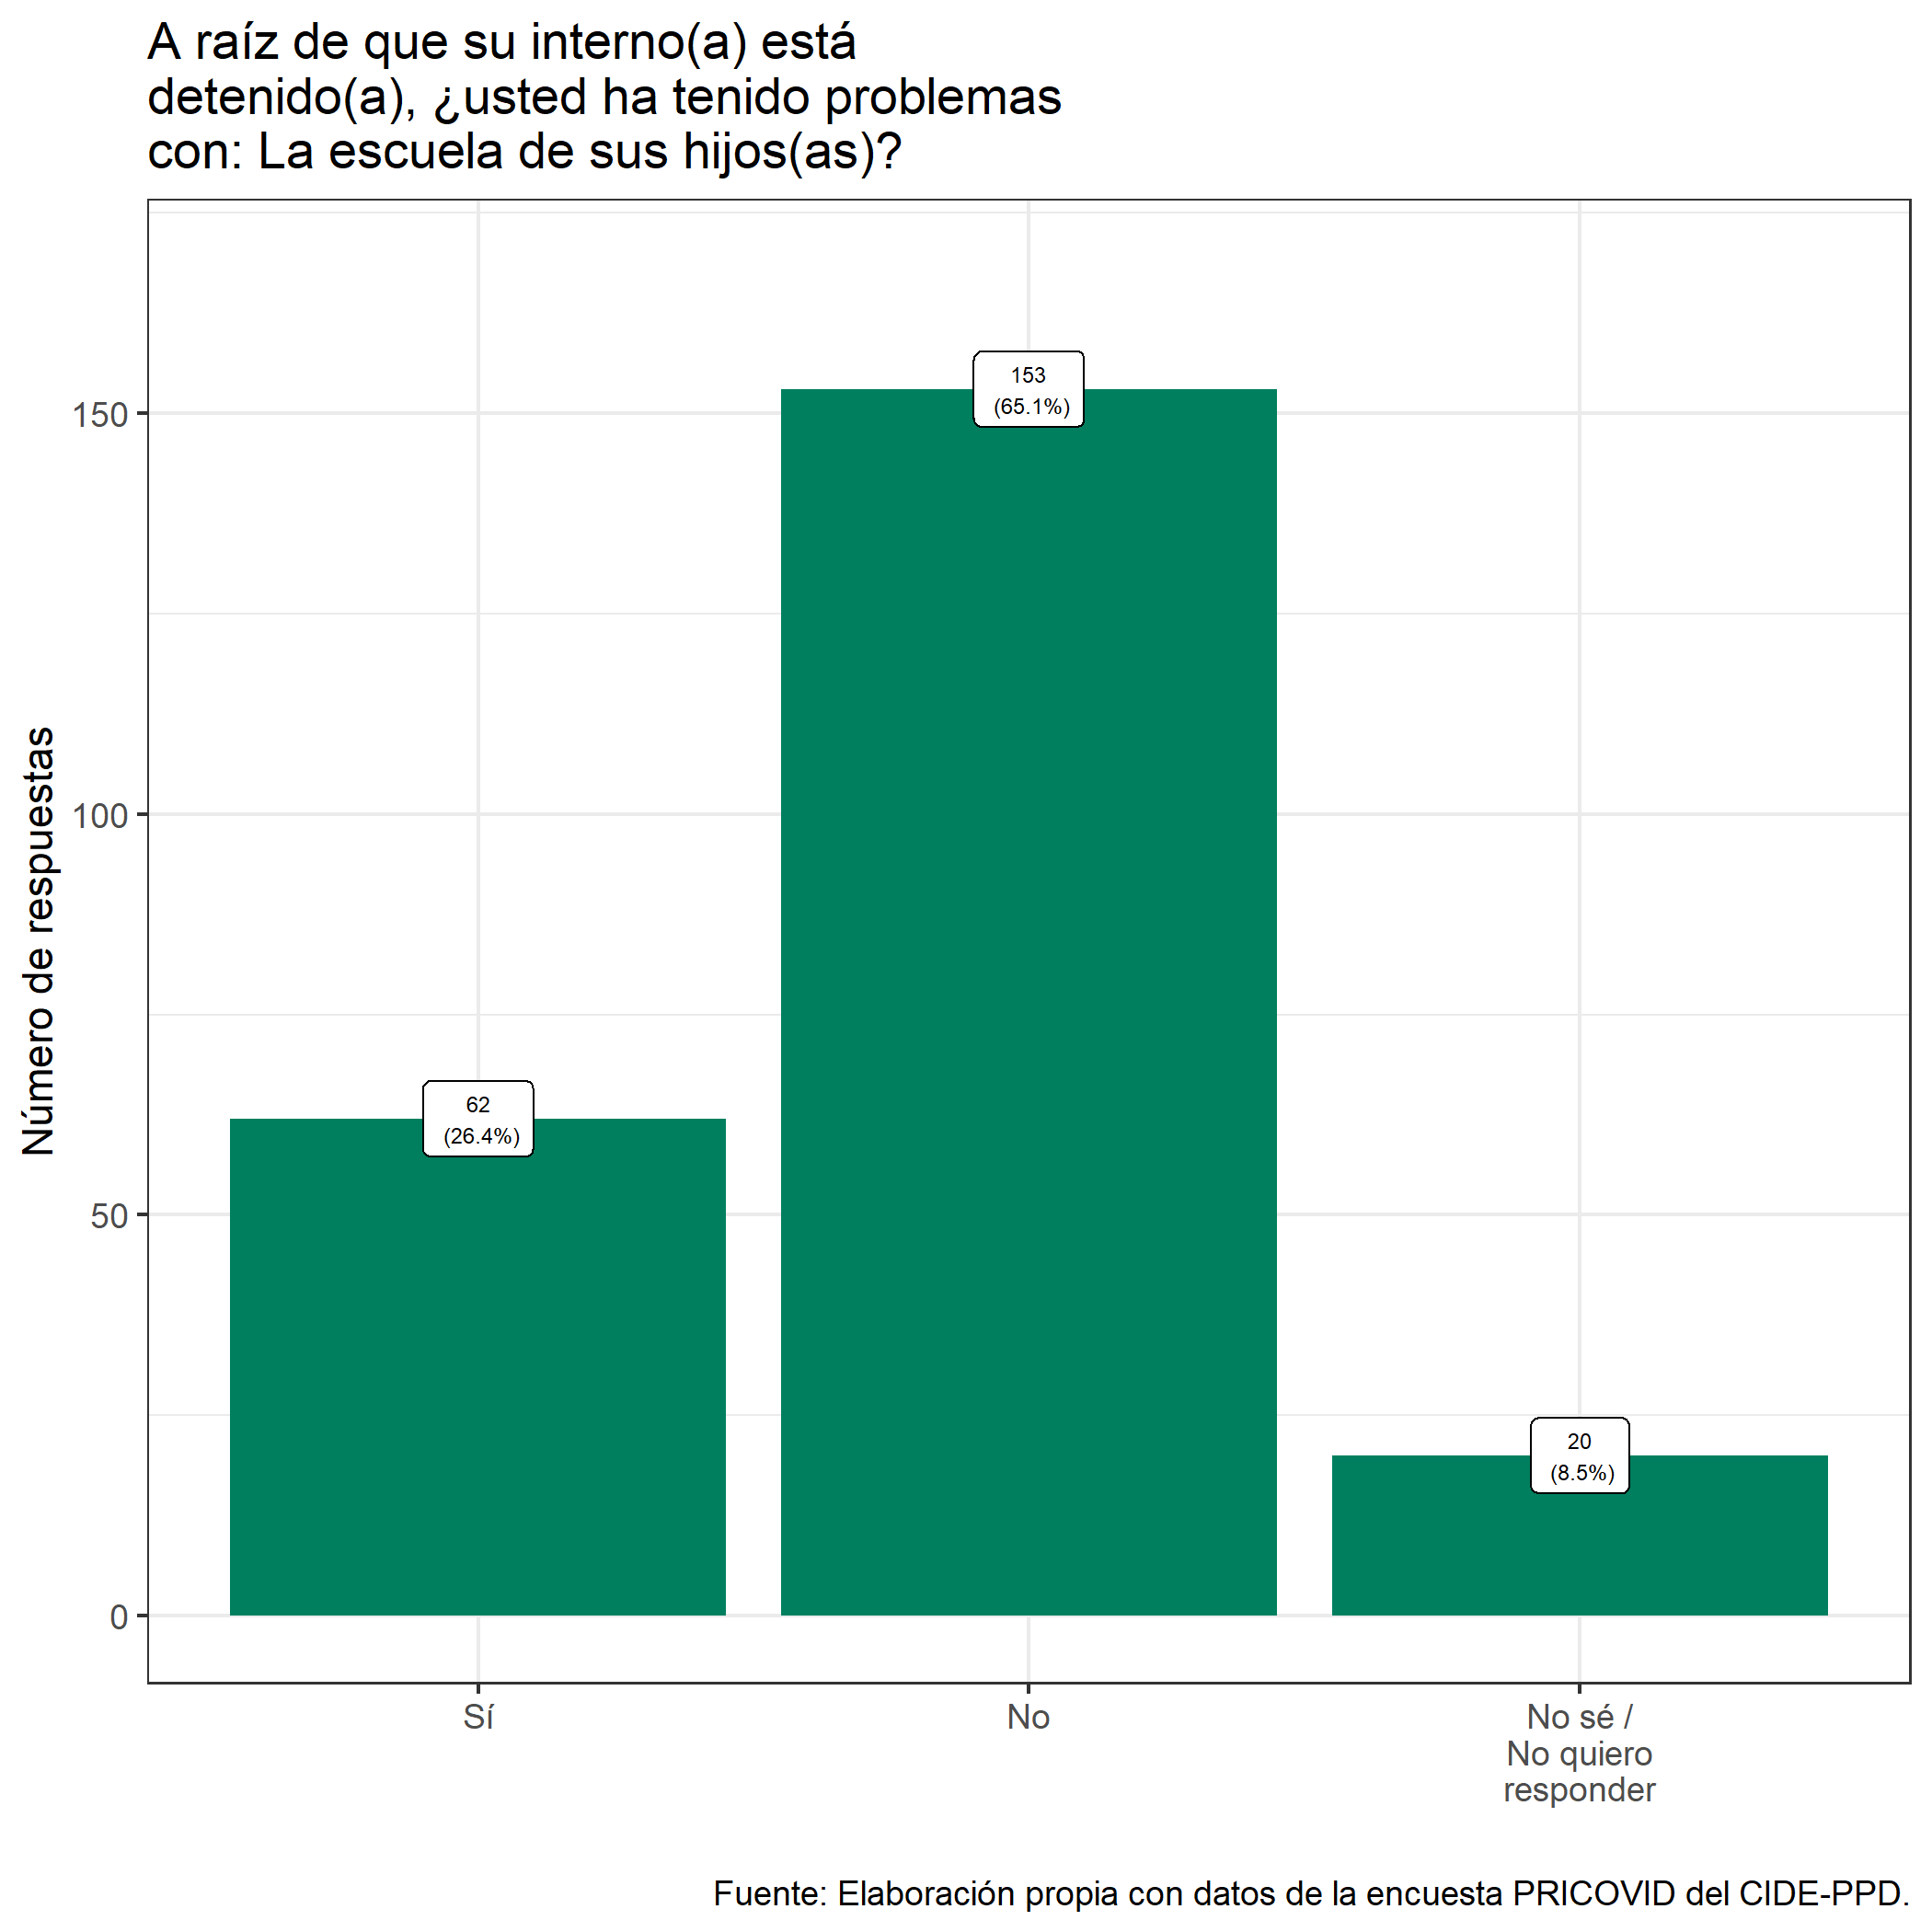 A raíz de que su interno(a) está
detenido(a), ¿usted ha tenido problemas
con: La escuela de sus hijos(as)?
Número de respuestas
150
100
50
0
153
(65.1%)
62
(26.4%)
20
(8.5%)
Sí
No
No sé /
No quiero
responder
Fuente: Elaboración propia con datos de la encuesta PRICOVID del CIDE-PPD.